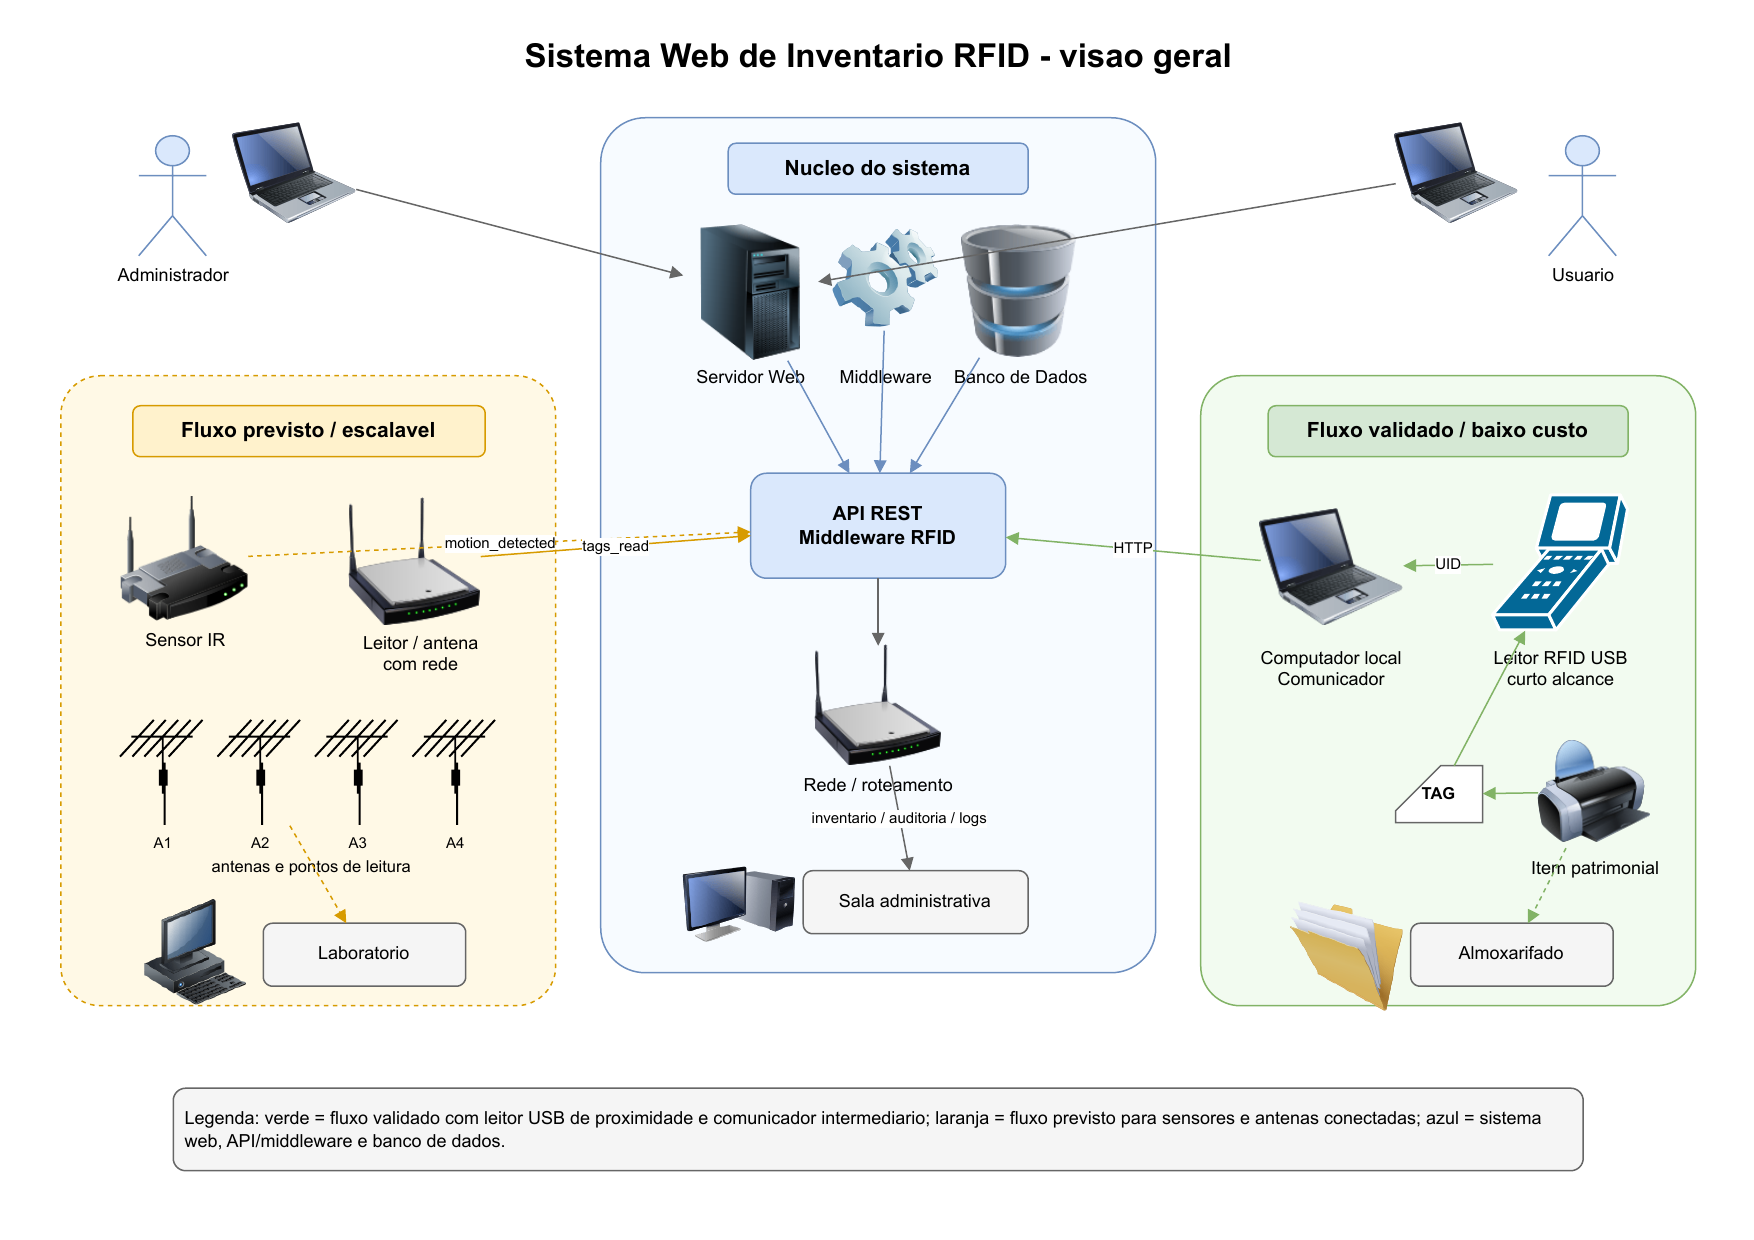 Sistema Web de Inventario RFID - visao geral
Nucleo do sistema
Administrador
Usuario
Servidor Web
Middleware
Banco de Dados
Fluxo previsto / escalavel
Fluxo validado / baixo custo
API REST
Middleware RFID
motion_detected
tags_read
HTTP
UID
Sensor IR
Leitor / antena
com rede
Computador local
Comunicador
Leitor RFID USB
curto alcance
Rede / roteamento
TAG
inventario / auditoria / logs
A1
A2
A3
A4
antenas e pontos de leitura
Item patrimonial
Sala administrativa
Laboratorio
Almoxarifado
Legenda: verde = fluxo validado com leitor USB de proximidade e comunicador intermediario; laranja = fluxo previsto para sensores e antenas conectadas; azul = sistema
web, API/middleware e banco de dados.